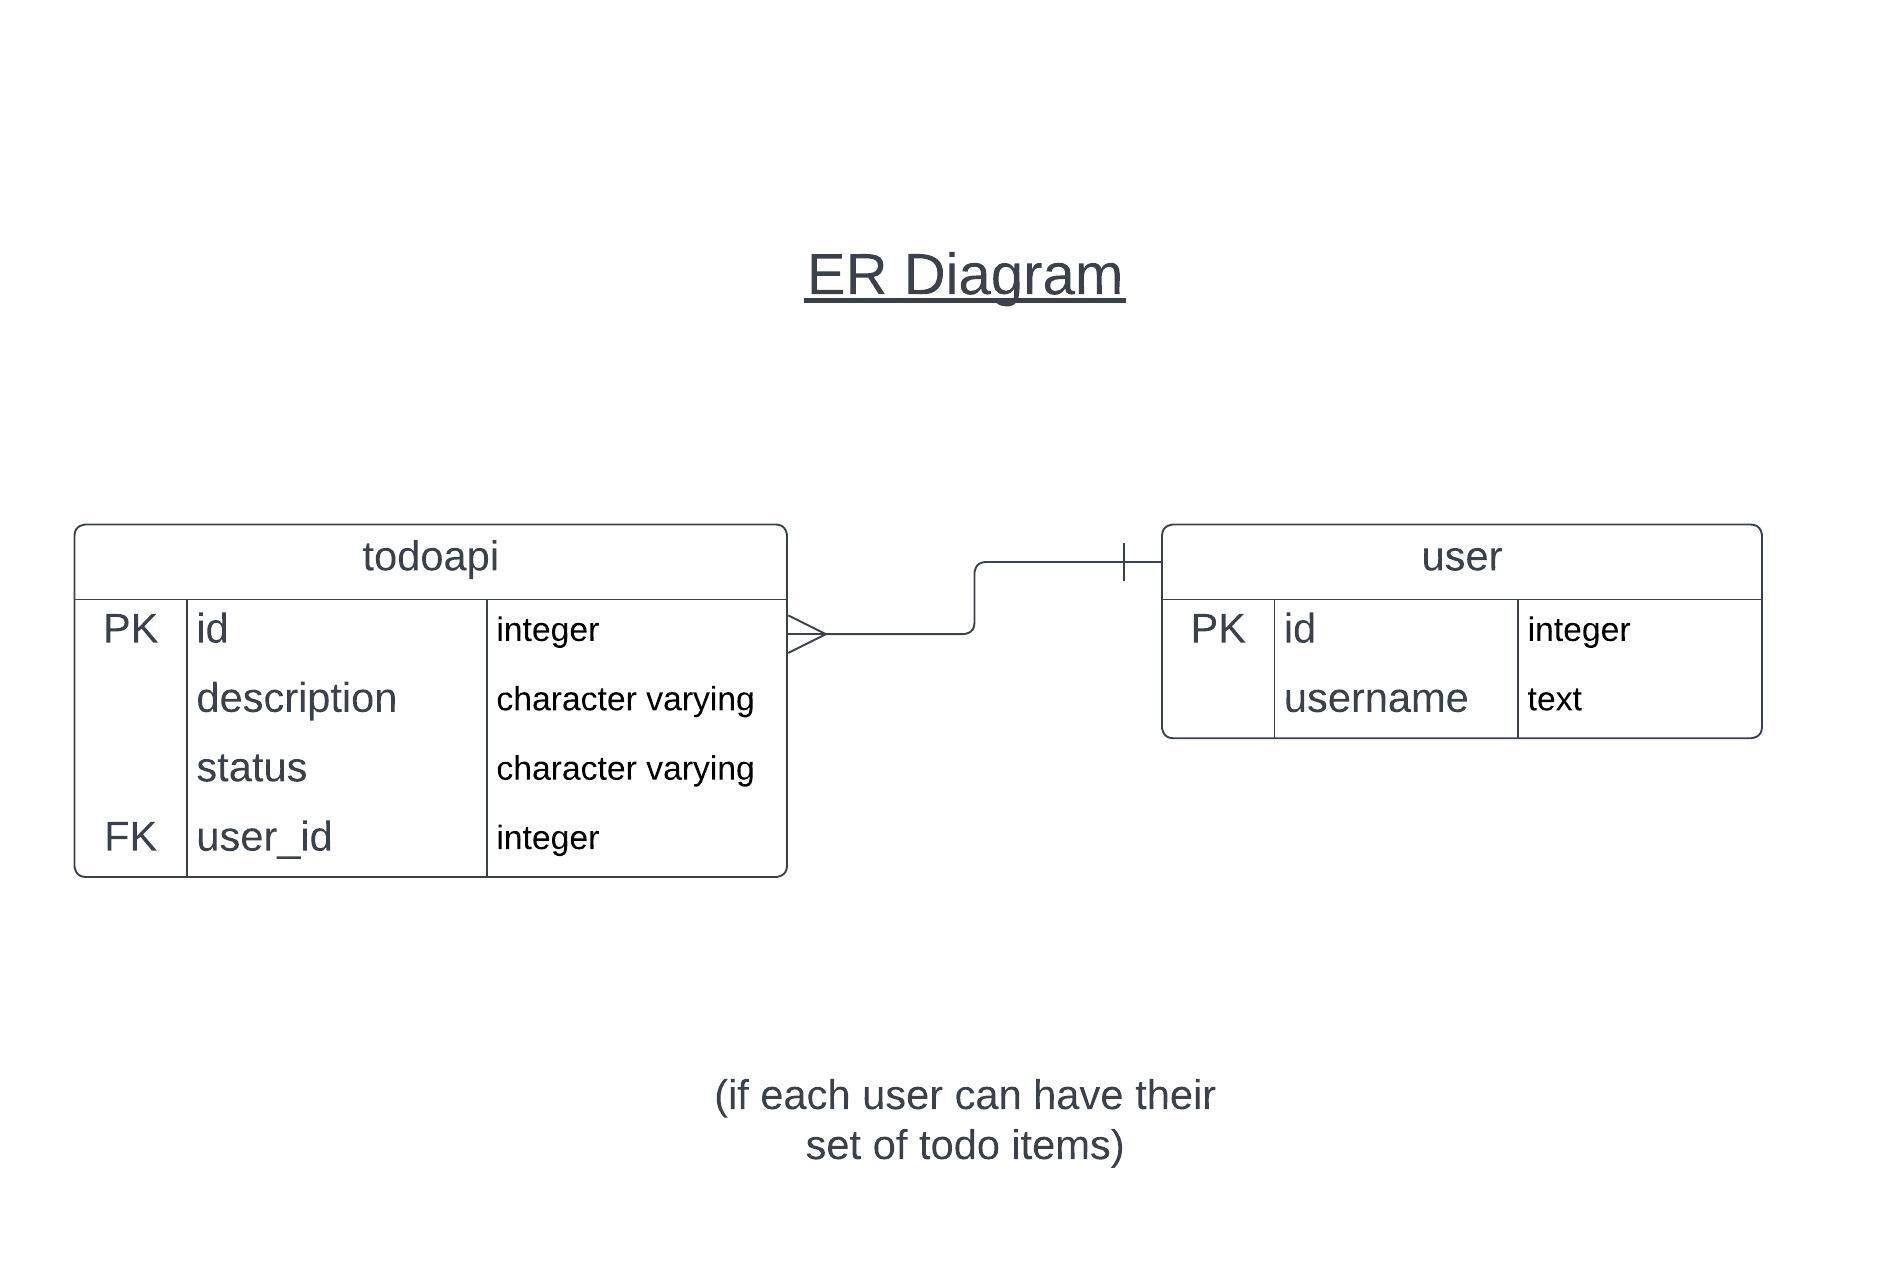 ER Diagram
todoapi
PK id integer
description character varying
status character varying
FK user_id integer
user
PK id integer
username text
(if each user can have their
set of todo items)